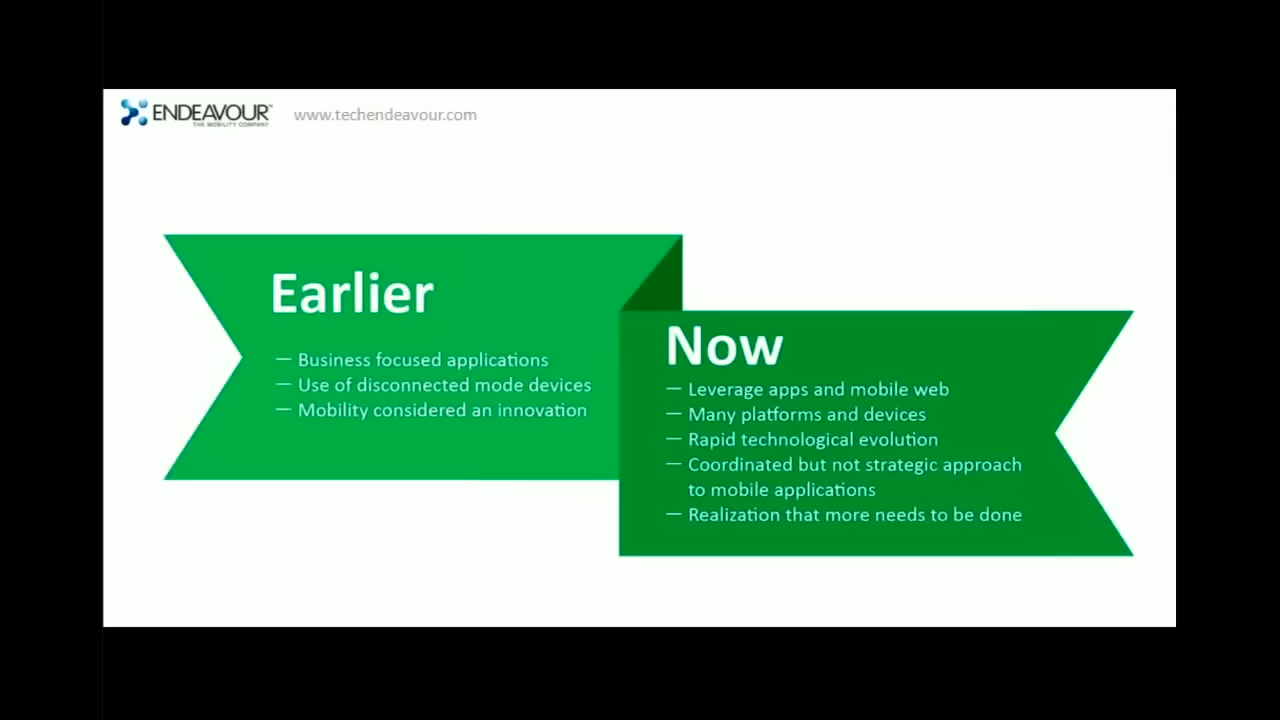 ENDEAVOUR™
THE MOBILITY COMPANY
www.techendeavour.com
Earlier
— Business focused applications
— Use of disconnected mode devices
— Mobility considered an innovation
Now
— Leverage apps and mobile web
— Many platforms and devices
— Rapid technological evolution
— Coordinated but not strategic approach
to mobile applications
— Realization that more needs to be done